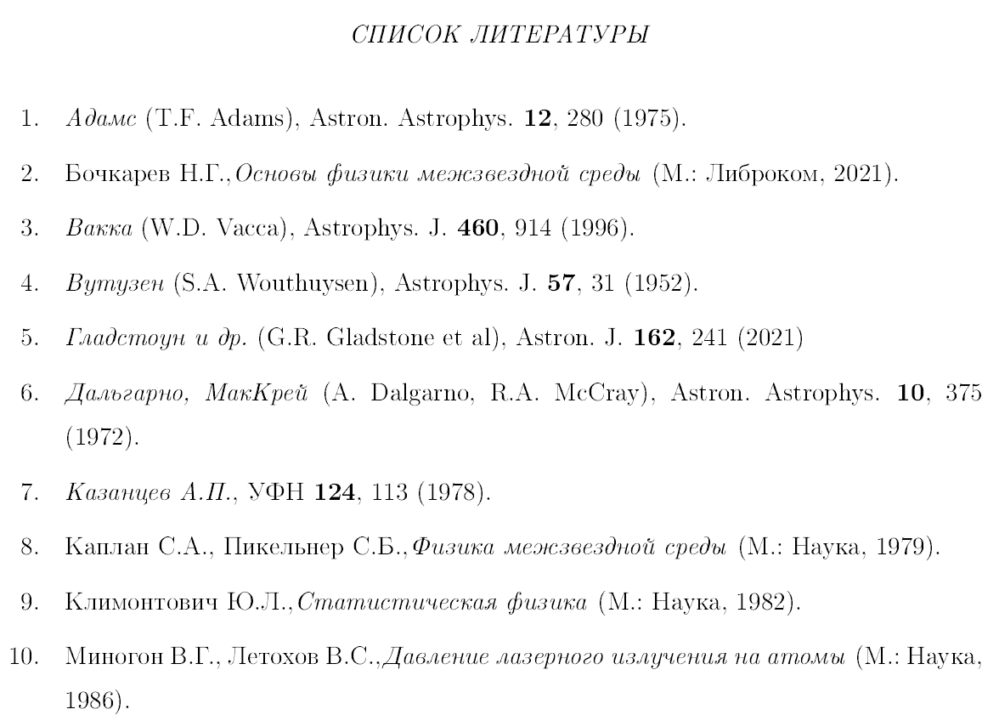 СПИСОК ЛИТЕРАТУРЫ
1. Адамс (T.F. Adams), Astron. Astrophys. 12, 280 (1975).
2. Бочкарев Н.Г.,Основы физики межзвездной среды (М.: Либроком, 2021).
3. Вакка (W.D. Vacca), Astrophys. J. 460, 914 (1996).
4. Вутузен (S.A. Wouthuysen), Astrophys. J. 57, 31 (1952).
5. Гладстоун и др. (G.R. Gladstone et al), Astron. J. 162, 241 (2021)
6. Дальгарно, МакКрей (A. Dalgarno, R.A. McCray), Astron. Astrophys. 10, 375
(1972).
7. Казанцев А.П., УФН 124, 113 (1978).
8. Каплан С.А., Пикельнер С.Б.,Физика межзвездной среды (М.: Наука, 1979).
9. Климонтович Ю.Л.,Статистическая физика (М.: Наука, 1982).
10. Миногон В.Г., Летохов В.С.,Давление лазерного излучения на атомы (М.: Наука,
1986).